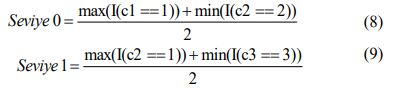 Seviye 0 = max(I(c1 ==1))+min(I(c2 ==2)) / 2 (8)
Seviye 1 = max(I(c2 ==1))+min(I(c3 ==3)) / 2 (9)